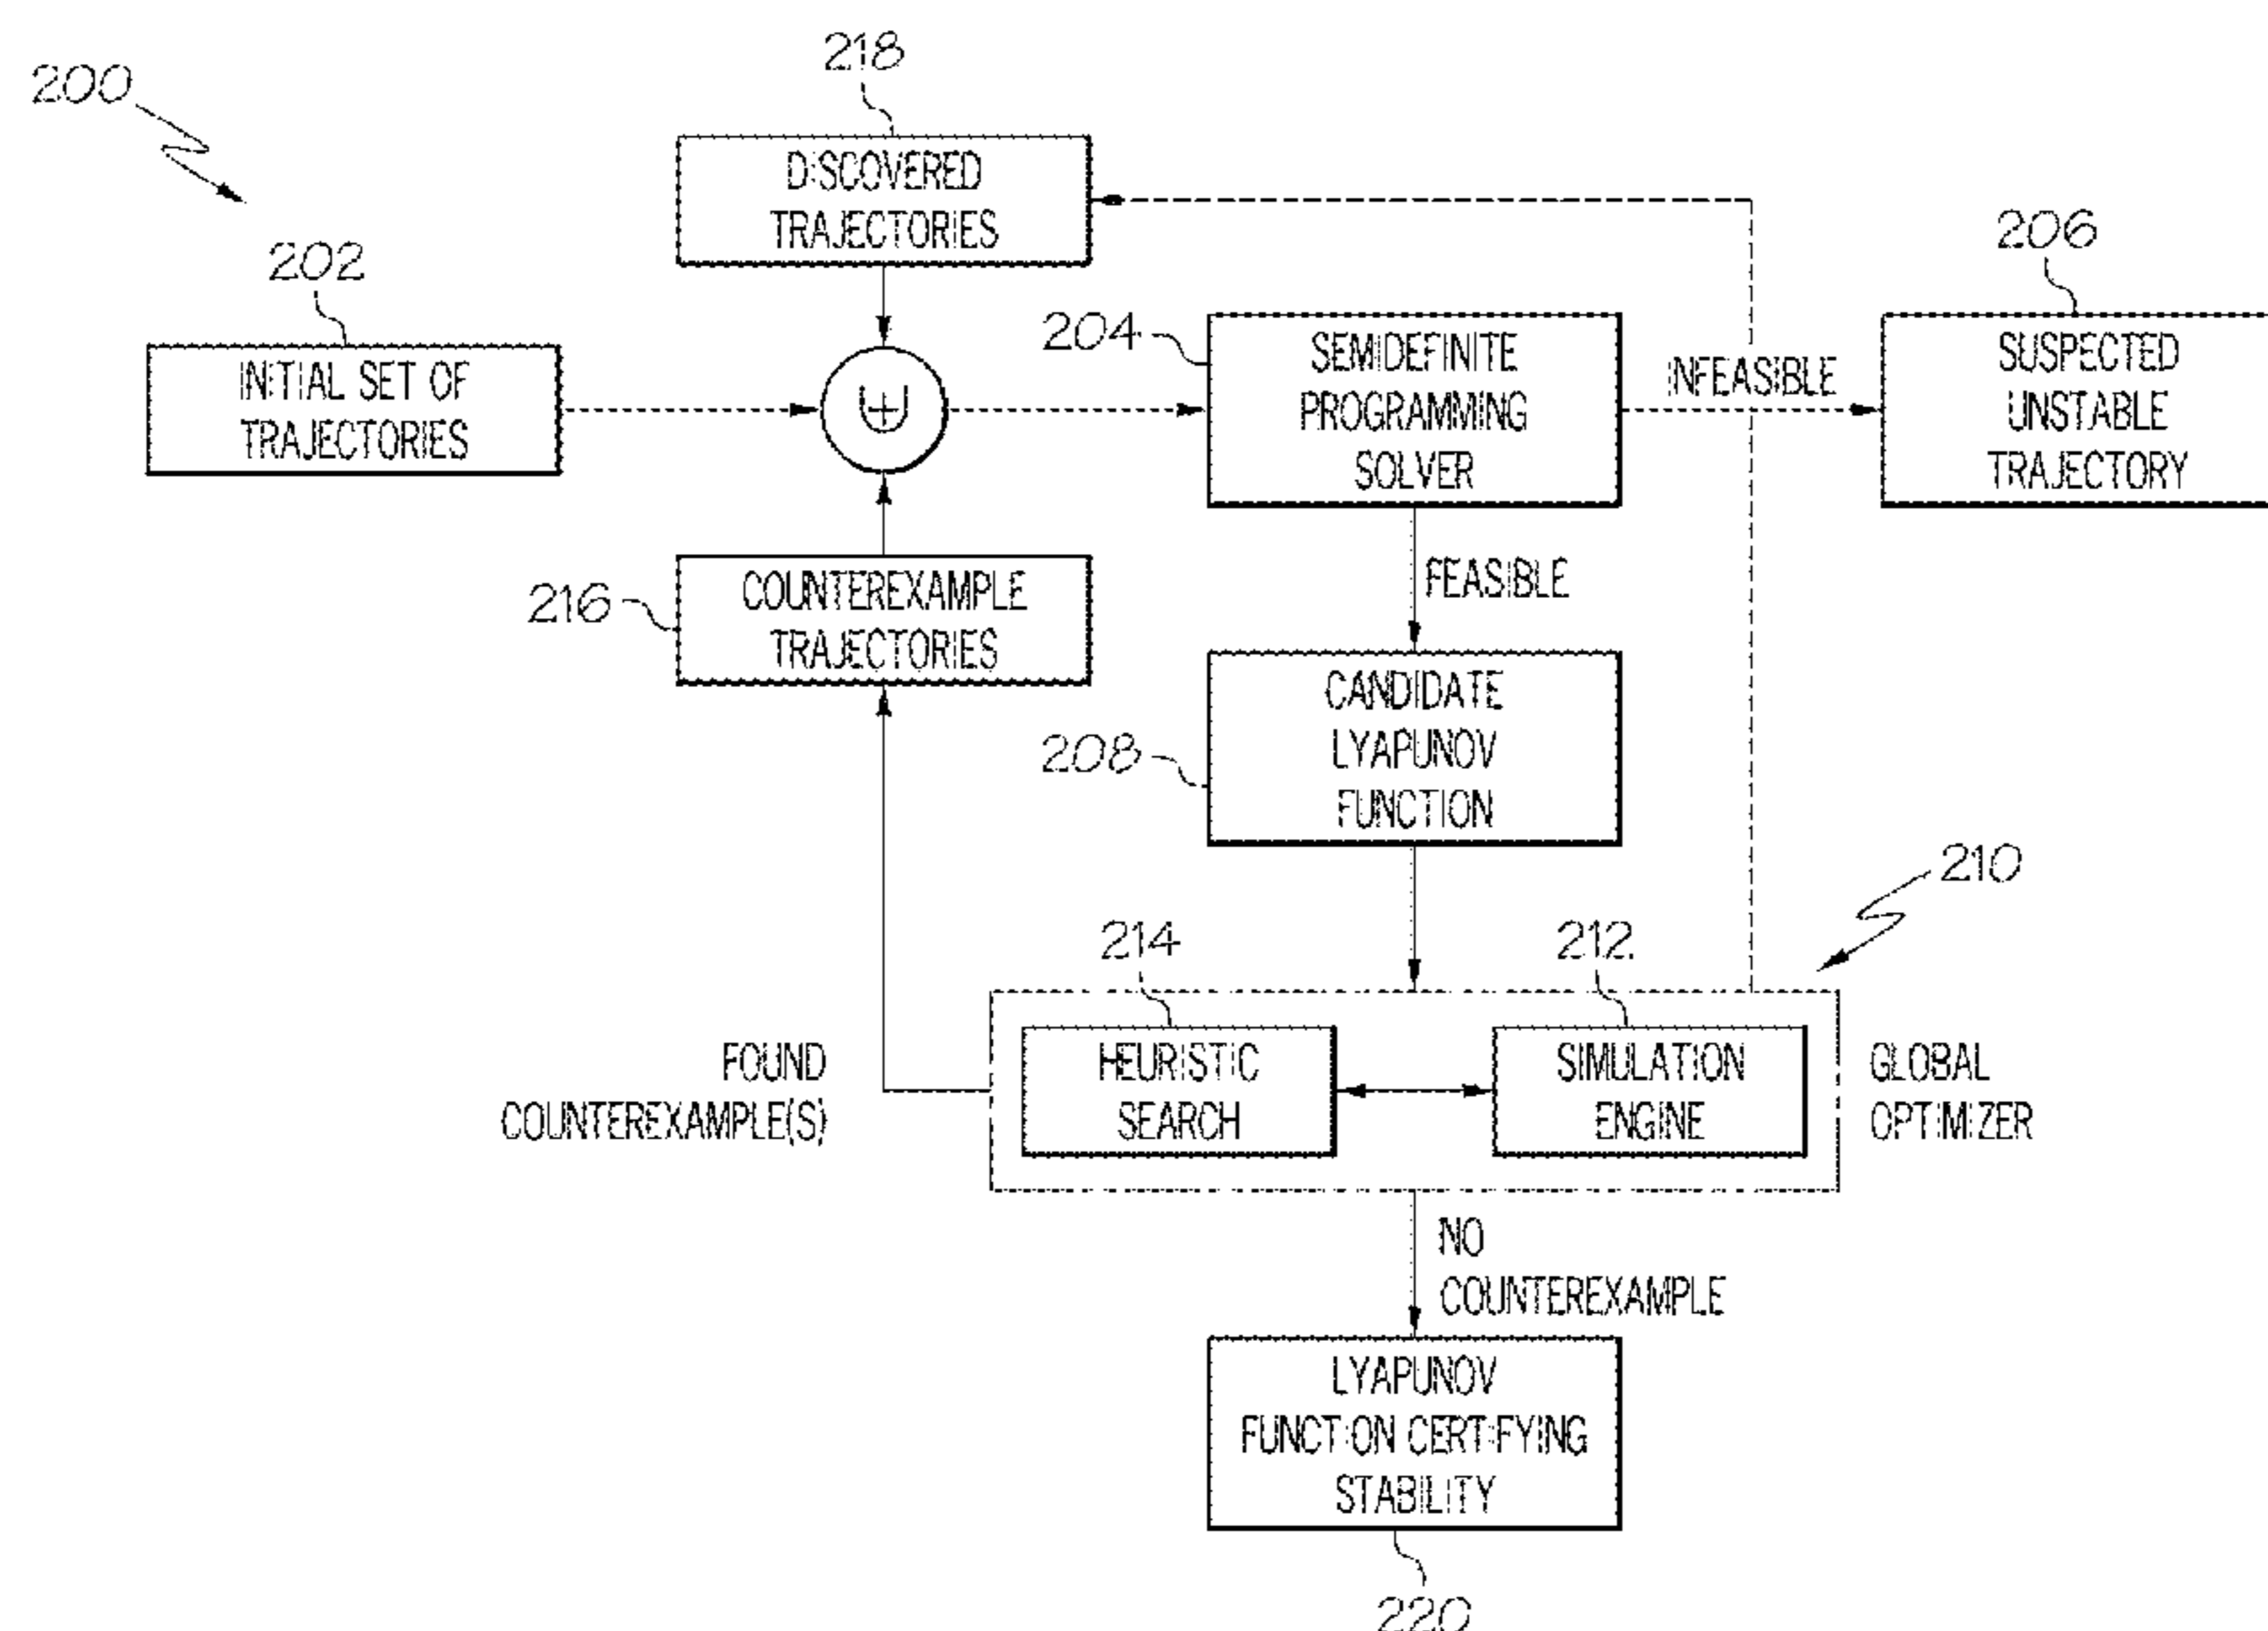 200
218
DISCOVERED
TRAJECTORIES
202
INITIAL SET OF
TRAJECTORIES
204
SEMIDEFINITE
PROGRAMMING
SOLVER
INFEASIBLE
206
SUSPECTED
UNSTABLE
TRAJECTORY
216
COUNTEREXAMPLE
TRAJECTORIES
FEASIBLE
208
CANDIDATE
LYAPUNOV
FUNCTION
210
214
HEURISTIC
SEARCH
212
SIMULATION
ENGINE
GLOBAL
OPTIMIZER
FOUND
COUNTEREXAMPLE(S)
NO
COUNTEREXAMPLE
LYAPUNOV
FUNCTION CERTIFYING
STABILITY
220